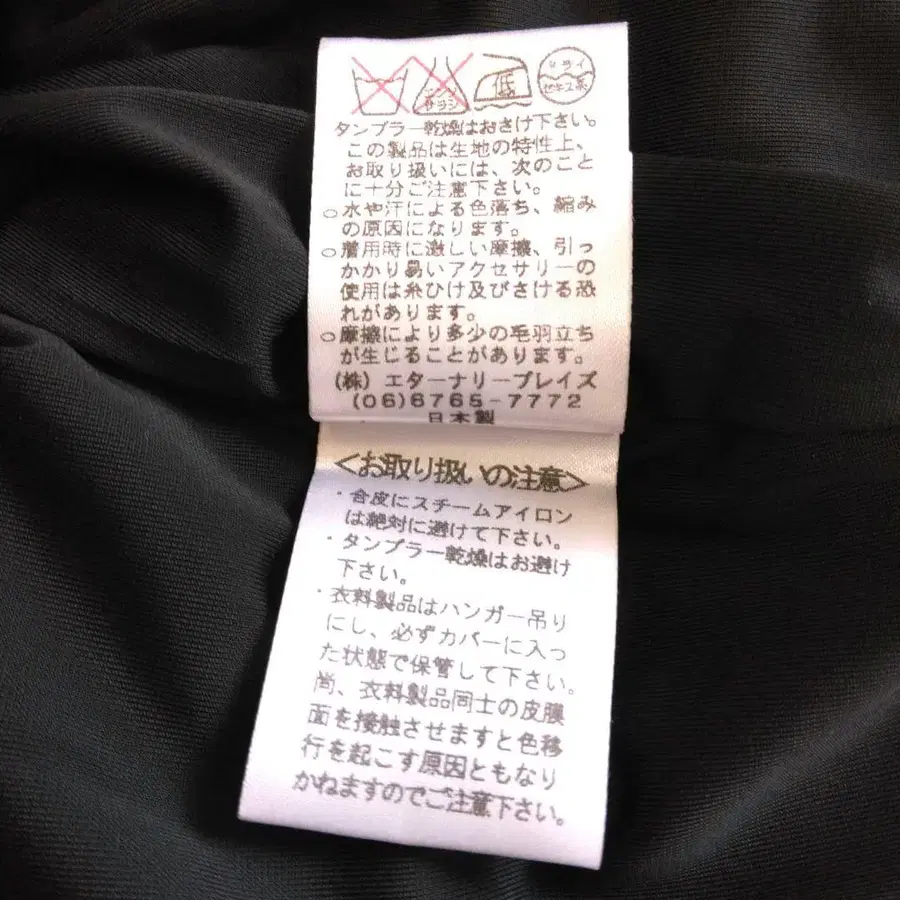 エンソ
サラシ
低
ドライ
セキユ系
タンブラー乾燥はおさけ下さい。
この製品は生地の特性上、
お取り扱いには、次のこと
に十分ご注意下さい。
○水や汗による色落ち、縮み
の原因になります。
○着用時に激しい摩擦、引っ
かかり易いアクセサリーの
使用は糸ひけ及びさける恐
れがあります。
○摩擦により多少の毛羽立ち
が生じることがあります。
(株)エターナリープレイズ
(06)6765-7772
日本製
<お取り扱いの注意>
・合皮にスチームアイロン
は絶対に避けて下さい。
・タンブラー乾燥はお避け
下さい。
・衣料製品はハンガー吊り
にし、必ずカバーに入っ
た状態で保管して下さい。
尚、衣料製品同士の皮膜
面を接触させますと色移
行を起こす原因ともなり
かねますのでご注意下さい。